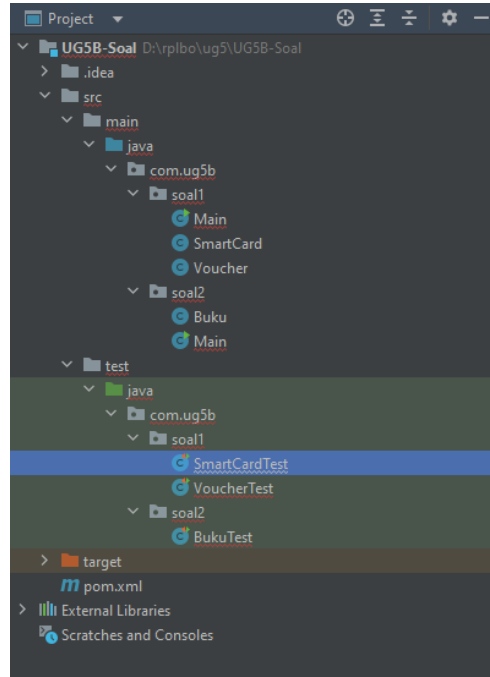 Project
UG5B-Soal D:\rplbo\ug5\UG5B-Soal
.idea
src
main
java
com.ug5b
soal1
Main
SmartCard
Voucher
soal2
Buku
Main
test
java
com.ug5b
soal1
SmartCardTest
VoucherTest
soal2
BukuTest
target
m pom.xml
External Libraries
Scratches and Consoles